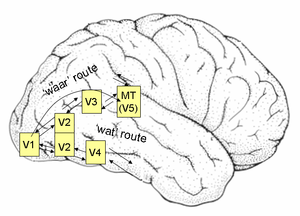 'waar' route
MT
(V5)
V3
V2
'wat' route
V1
V2
V4